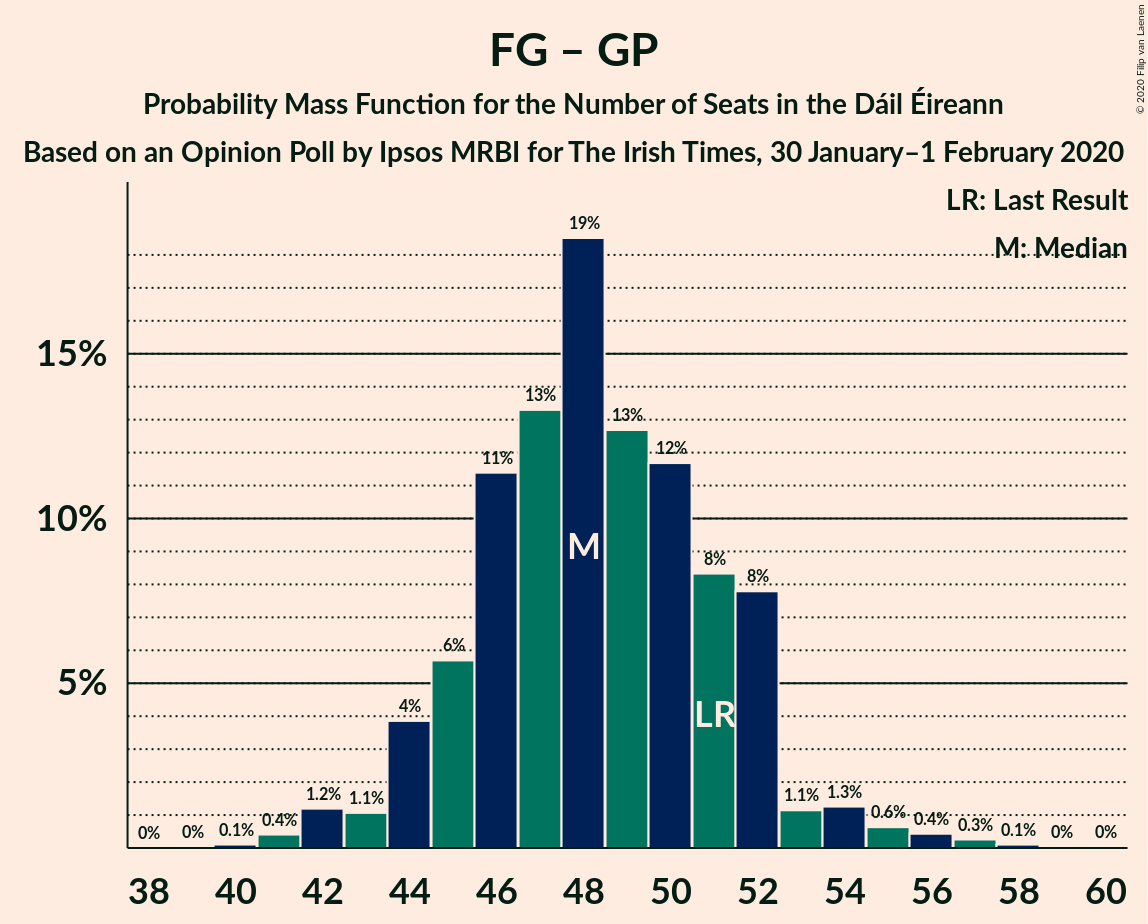 FG – GP
Probability Mass Function for the Number of Seats in the Dáil Éireann
Based on an Opinion Poll by Ipsos MRBI for The Irish Times, 30 January–1 February 2020
© 2020 Filip van Laenen
LR: Last Result
M: Median
15%
10%
5%
0%
0%
0.1%
0.4%
1.2%
1.1%
4%
6%
11%
13%
19%
13%
12%
8%
8%
1.1%
1.3%
0.6%
0.4%
0.3%
0.1%
0%
0%
M
LR
38 40 42 44 46 48 50 52 54 56 58 60